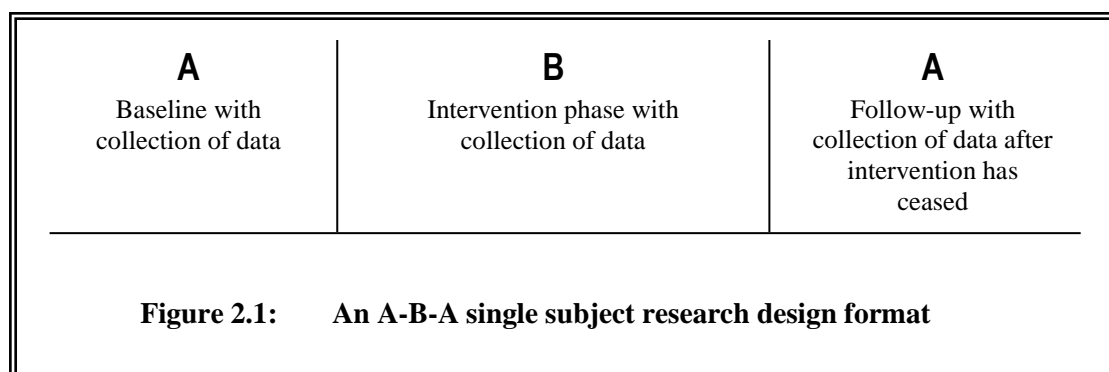 A
Baseline with
collection of data
B
Intervention phase with
collection of data
A
Follow-up with
collection of data after
intervention has
ceased
Figure 2.1: An A-B-A single subject research design format